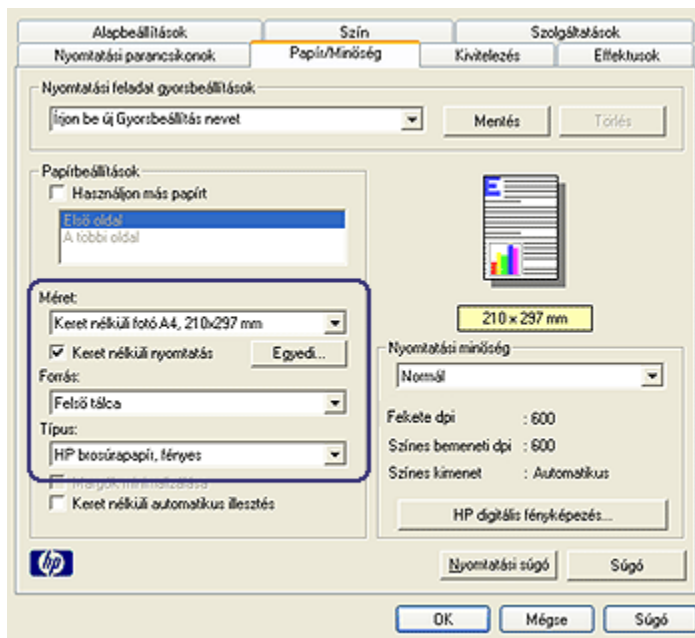 Alapbeállítások
Szín
Szolgáltatások
Nyomtatási parancsikonok
Papír/Minőség
Kivitelezés
Effektusok
Nyomtatási feladat gyorsbeállítások
Írjon be új Gyorsbeállítás nevet
Mentés
Törlés
Papírbeállítások
Használjon más papírt
Első oldal
A többi oldal
Méret:
Keret nélküli fotó A4, 210x297 mm
Keret nélküli nyomtatás
Egyedi...
Forrás:
Felső tálca
Típus:
HP brosúrapapír, fényes
Margók minimalizálása
Keret nélküli automatikus illesztés
E
210 × 297 mm
Nyomtatási minőség
Normál
Fekete dpi : 600
Színes bemeneti dpi : 600
Színes kimenet : Automatikus
HP digitális fényképezés...
hp
Nyomtatási súgó
Súgó
OK
Mégse
Súgó